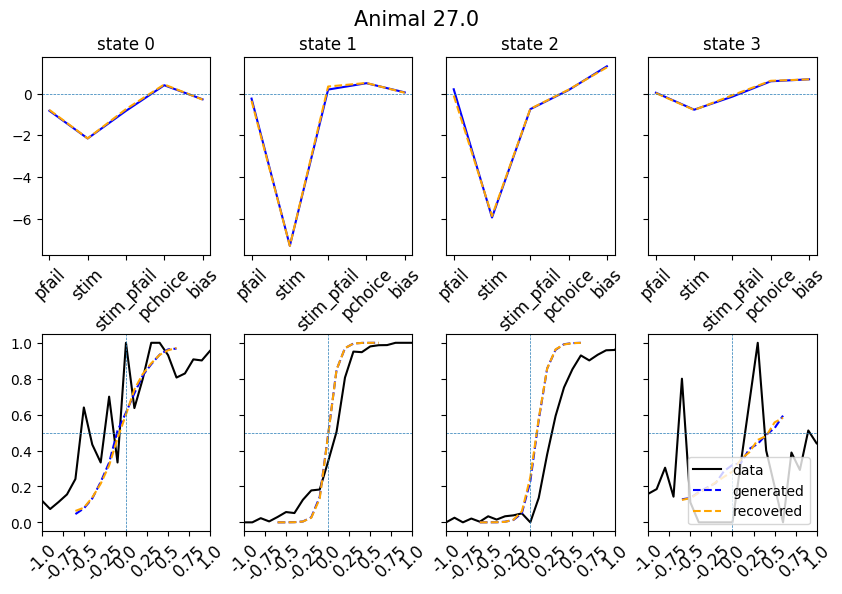 Animal 27.0
state 0
state 1
state 2
state 3
0
−2
−4
−6
pfail
stim
stim_pfail
pchoice
bias
pfail
stim
stim_pfail
pchoice
bias
pfail
stim
stim_pfail
pchoice
bias
pfail
stim
stim_pfail
pchoice
bias
1.0
0.8
0.6
0.4
0.2
0.0
data
generated
recovered
-1.0
-0.75
-0.5
-0.25
0.0
0.25
0.5
0.75
1.0
-1.0
-0.75
-0.5
-0.25
0.0
0.25
0.5
0.75
1.0
-1.0
-0.75
-0.5
-0.25
0.0
0.25
0.5
0.75
1.0
-1.0
-0.75
-0.5
-0.25
0.0
0.25
0.5
0.75
1.0